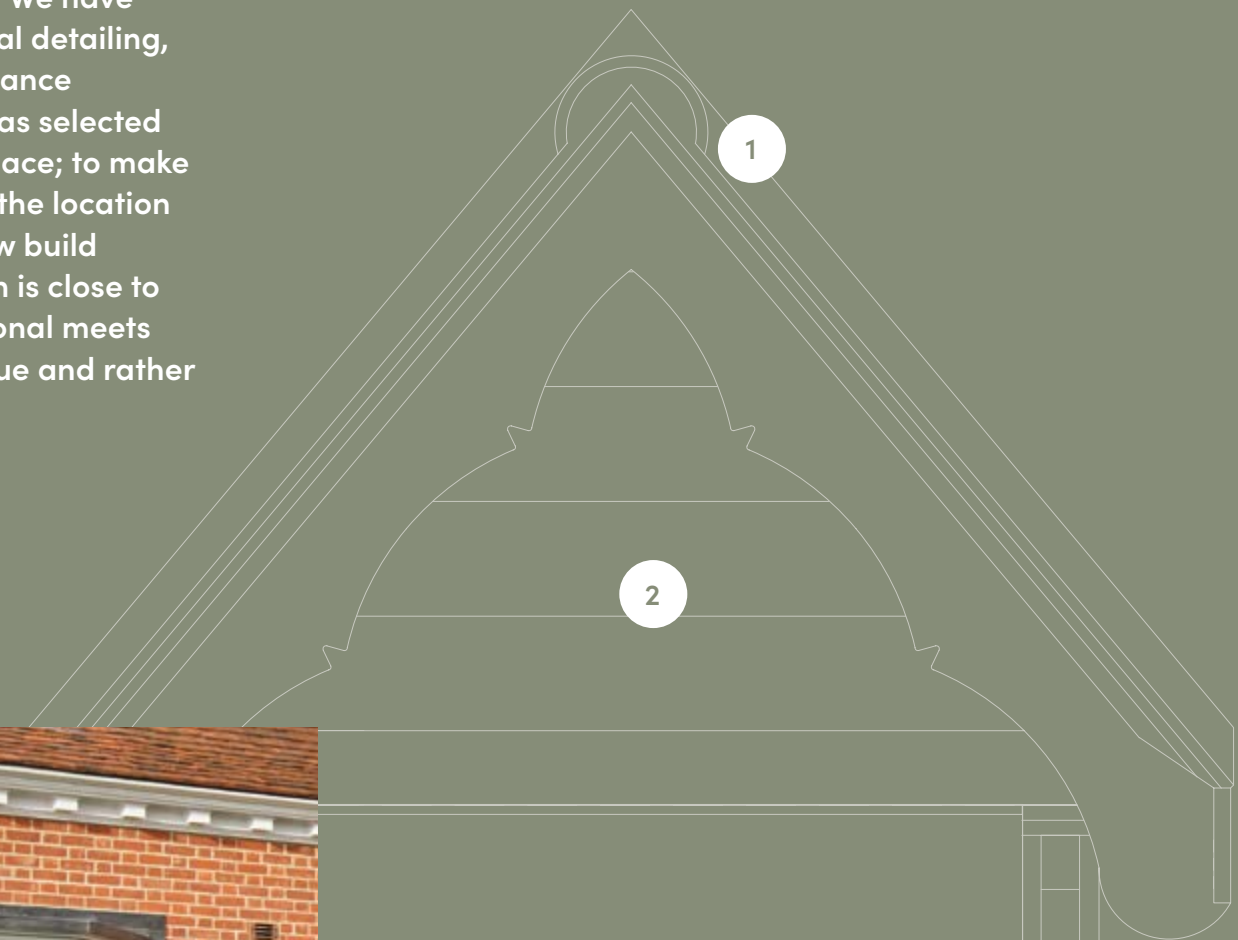 we have
al detailing,
ance
as selected
ace; to make
the location
w build
n is close to
onal meets
ue and rather
1
2